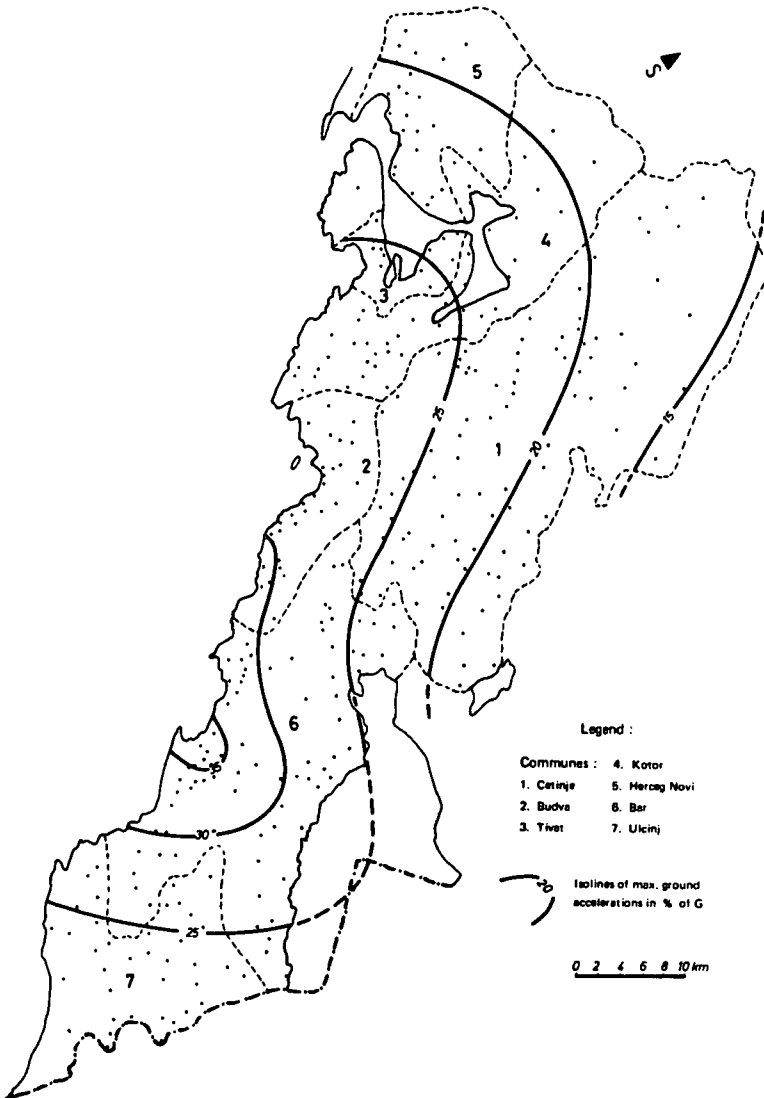 5
S
4
3
25
1
20
15
2
6
35
30
25
7
Legend :
Communes : 4. Kotor
1. Cetinje 5. Herceg Novi
2. Budva 6. Bar
3. Tivat 7. Ulcinj
20 Isolines of max. ground
accelerations in % of G
0 2 4 6 8 10 km